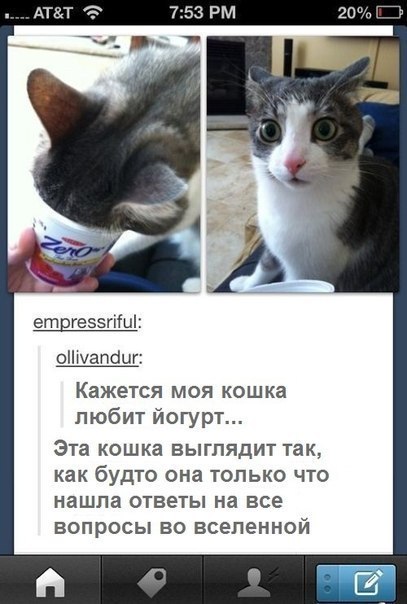 AT&T 7:53 PM 20%
Zero
empressriful:
ollivandur:
Кажется моя кошка
любит йогурт...
Эта кошка выглядит так,
как будто она только что
нашла ответы на все
вопросы во вселенной